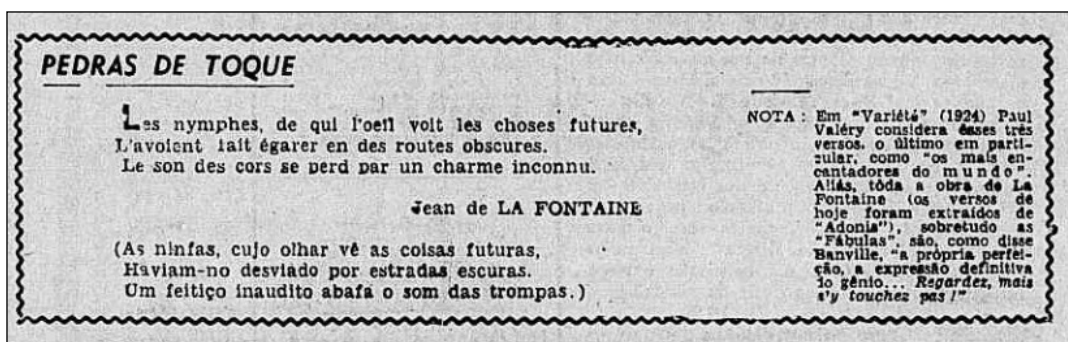 PEDRAS DE TOQUE
Les nymphes, de qui l'oeil voit les choses futures,
L'avoient fait égarer en des routes obscures.
Le son des cors se perd par un charme inconnu.
Jean de LA FONTAINE
(As ninfas, cujo olhar vê as coisas futuras,
Haviam-no desviado por estradas escuras.
Um feitiço inaudito abafa o som das trompas.)
NOTA : Em "Variété" (1924) Paul
Valéry considera êsses três
versos, o último em parti-
cular, como "os mais en-
cantadores do mundo".
Aliás, tôda a obra de La
Fontaine (os versos de
hoje foram extraídos de
"Adonis"), sobretudo as
"Fábulas", são, como disse
Banville, "a própria perfei-
ção, a expressão definitiva
do gênio... Regardez, mais
n'y touchez pas !"